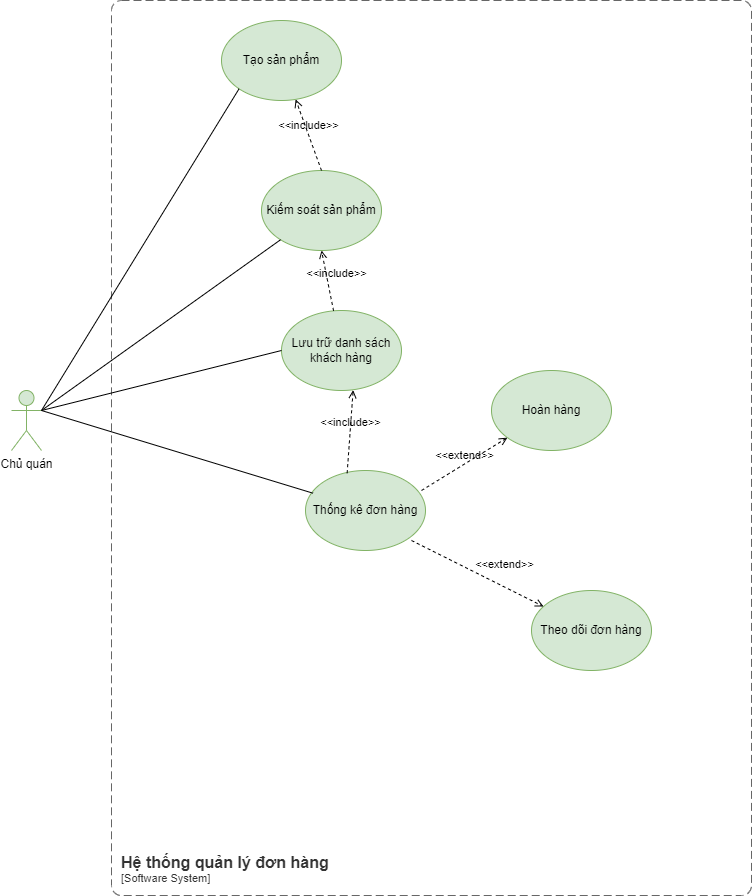 Tạo sản phẩm
<<include>>
Kiếm soát sản phẩm
<<include>>
Lưu trữ danh sách
khách hàng
Hoàn hàng
<<include>>
<<extend>>
Chủ quán
Thống kê đơn hàng
<<extend>>
Theo dõi đơn hàng
Hệ thống quản lý đơn hàng
[Software System]